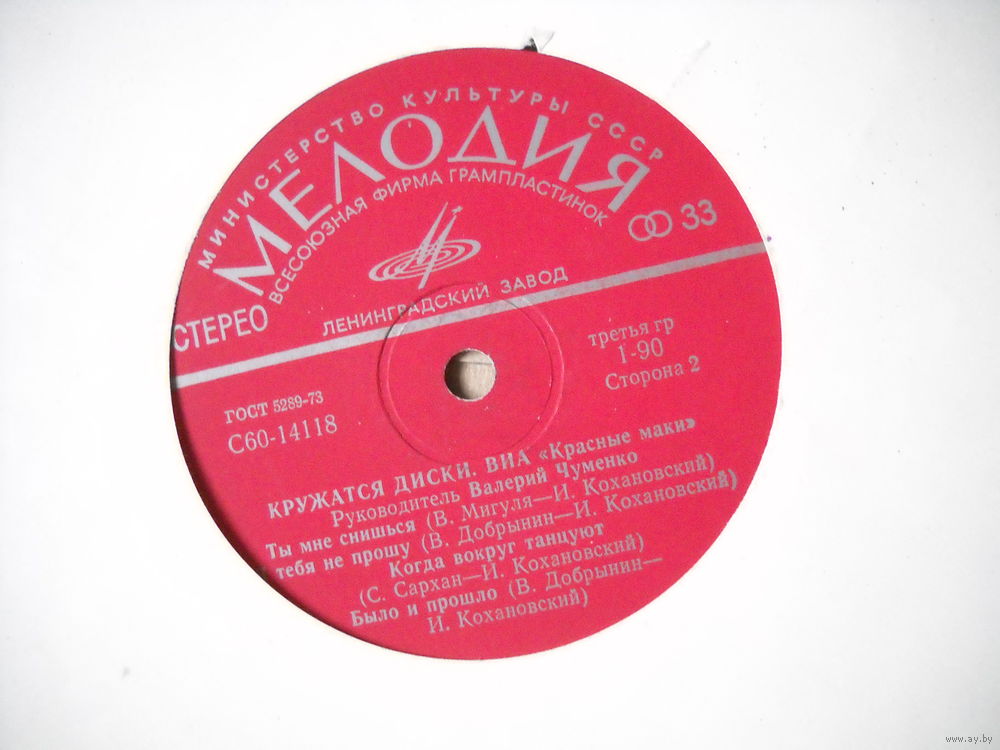 МИНИСТЕРСТВО КУЛЬТУРЫ СССР
МЕЛОДИЯ
ВСЕСОЮЗНАЯ ФИРМА ГРАМПЛАСТИНОК
33
ЛЕНИНГРАДСКИЙ ЗАВОД
СТЕРЕО
ГОСТ 5289-73
С60-14118
третья гр
1-90
Сторона 2
КРУЖАТСЯ ДИСКИ. ВИА «Красные маки»
Руководитель Валерий Чуменко
Ты мне снишься (В. Мигуля—И. Кохановский)
тебя не прошу (В. Добрынин—И. Кохановский)
Когда вокруг танцуют
(С. Сархан—И. Кохановский)
Было и прошло (В. Добрынин—
И. Кохановский)
www.ay.by